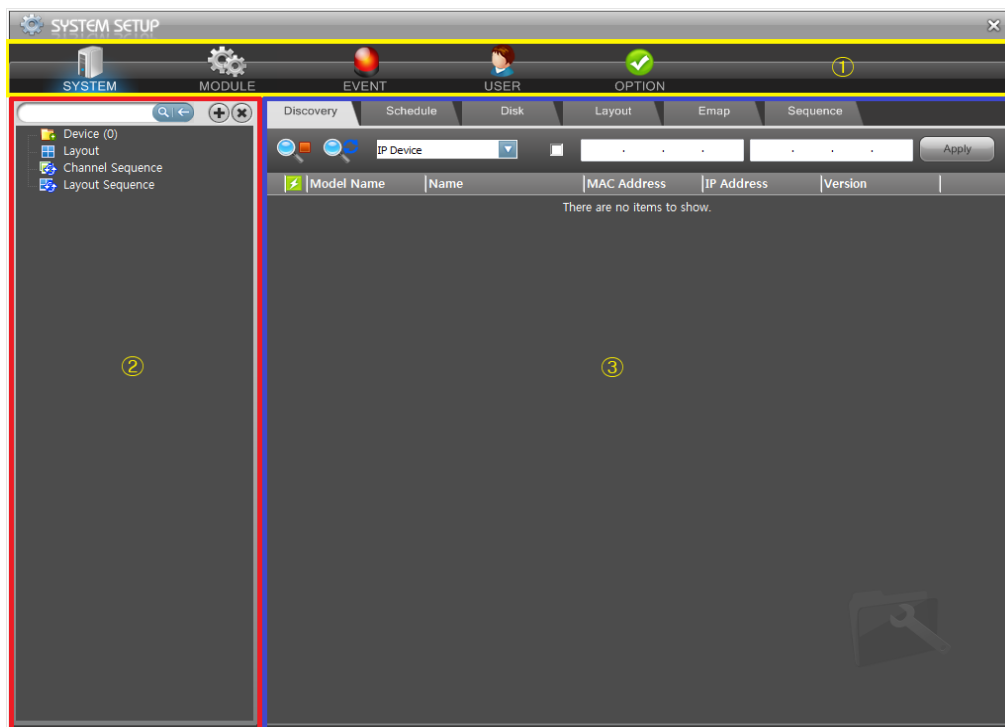 SYSTEM SETUP
SYSTEM MODULE EVENT USER OPTION ①
Device (0)
Layout
Channel Sequence
Layout Sequence
②
Discovery Schedule Disk Layout Emap Sequence
IP Device . . . . . . Apply
Model Name Name MAC Address IP Address Version
There are no items to show.
③